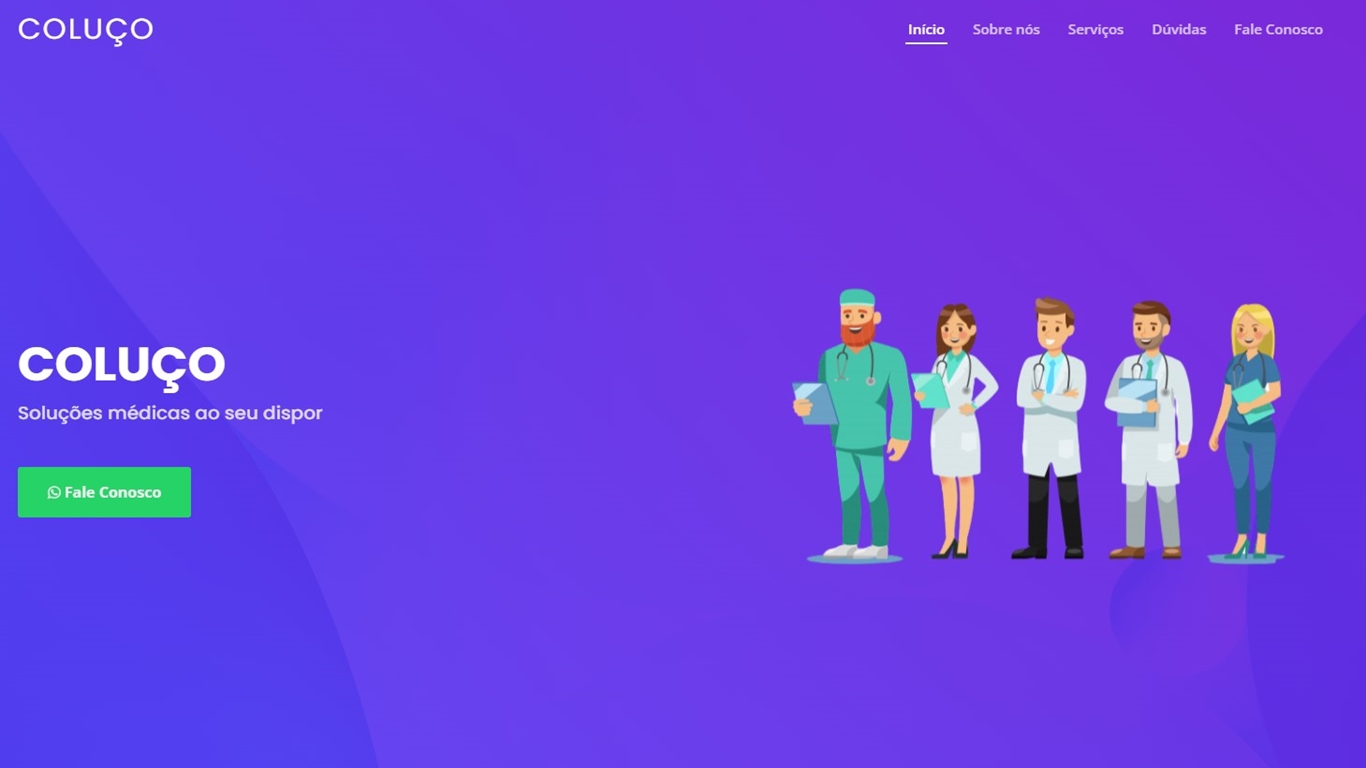 COLUÇO
Início Sobre nós Serviços Dúvidas Fale Conosco
COLUÇO
Soluções médicas ao seu dispor
Fale Conosco